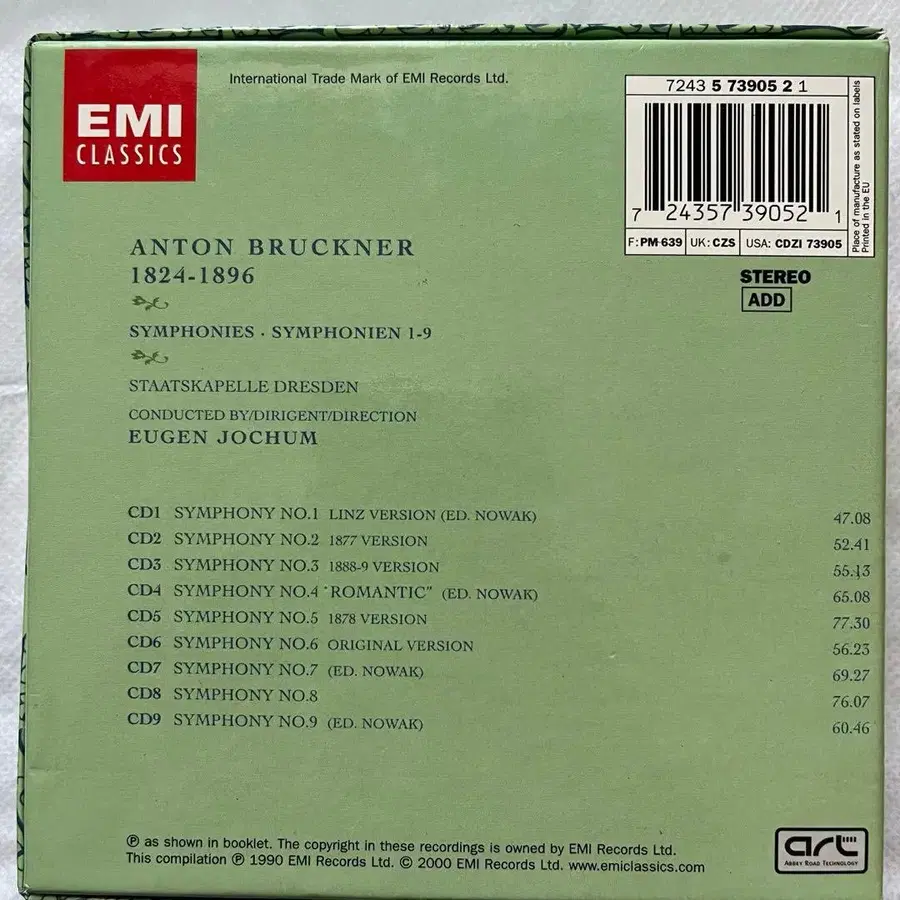 EMI
CLASSICS
International Trade Mark of EMI Records Ltd.
7243 5 73905 2 1
7 24357 39052 1
F: PM 639 UK: CZS USA: CDZI 73905
Place of manufacture as stated on labels
Printed in the EU
STEREO
ADD
ANTON BRUCKNER
1824-1896
SYMPHONIES · SYMPHONIEN 1-9
STAATSKAPELLE DRESDEN
CONDUCTED BY/DIRIGENT/DIRECTION
EUGEN JOCHUM
CD1 SYMPHONY NO.1 LINZ VERSION (ED. NOWAK) 47.08
CD2 SYMPHONY NO.2 1877 VERSION 52.41
CD3 SYMPHONY NO.3 1888-9 VERSION 55.13
CD4 SYMPHONY NO.4 "ROMANTIC" (ED. NOWAK) 65.08
CD5 SYMPHONY NO.5 1878 VERSION 77.30
CD6 SYMPHONY NO.6 ORIGINAL VERSION 56.23
CD7 SYMPHONY NO.7 (ED. NOWAK) 69.27
CD8 SYMPHONY NO.8 76.07
CD9 SYMPHONY NO.9 (ED. NOWAK) 60.46
℗ as shown in booklet. The copyright in these recordings is owned by EMI Records Ltd.
This compilation ℗ 1990 EMI Records Ltd. © 2000 EMI Records Ltd. www.emiclassics.com
art
ABBEY ROAD TECHNOLOGY